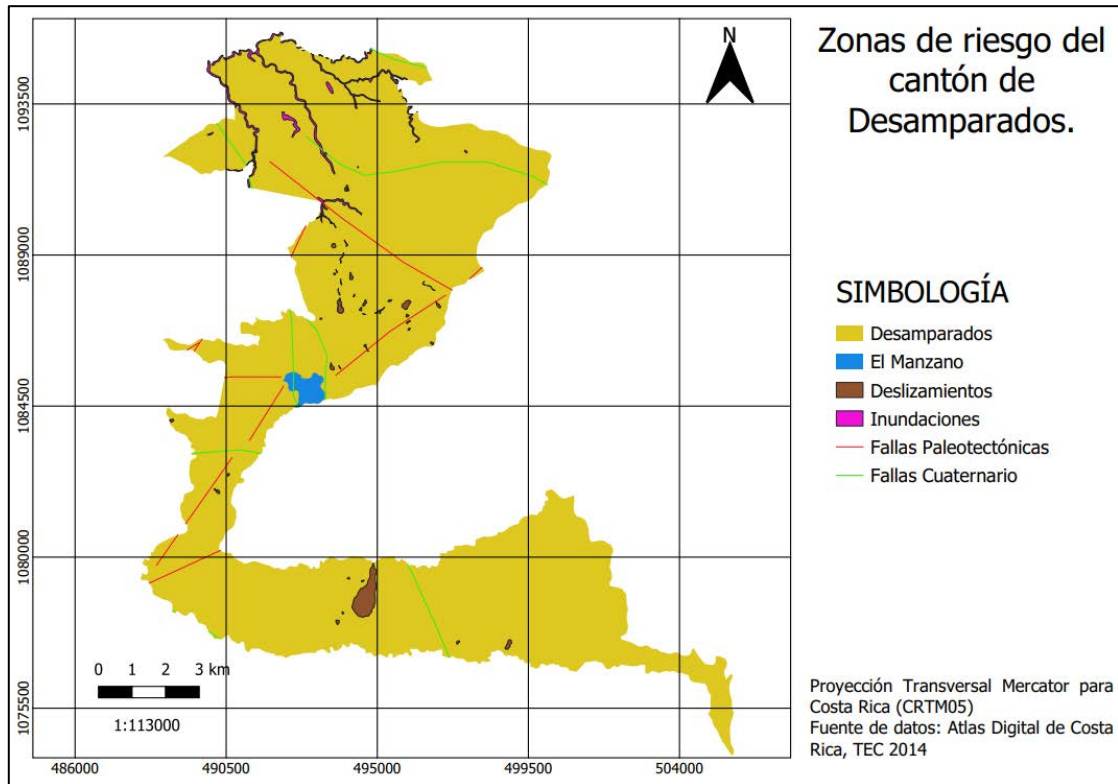 Zonas de riesgo del
cantón de
Desamparados.
N
SIMBOLOGÍA
Desamparados
El Manzano
Deslizamientos
Inundaciones
Fallas Paleotectónicas
Fallas Cuaternario
1093500
1089000
1084500
1080000
1075500
0 1 2 3 km
1:113000
486000 490500 495000 499500 504000
Proyección Transversal Mercator para
Costa Rica (CRTM05)
Fuente de datos: Atlas Digital de Costa
Rica, TEC 2014